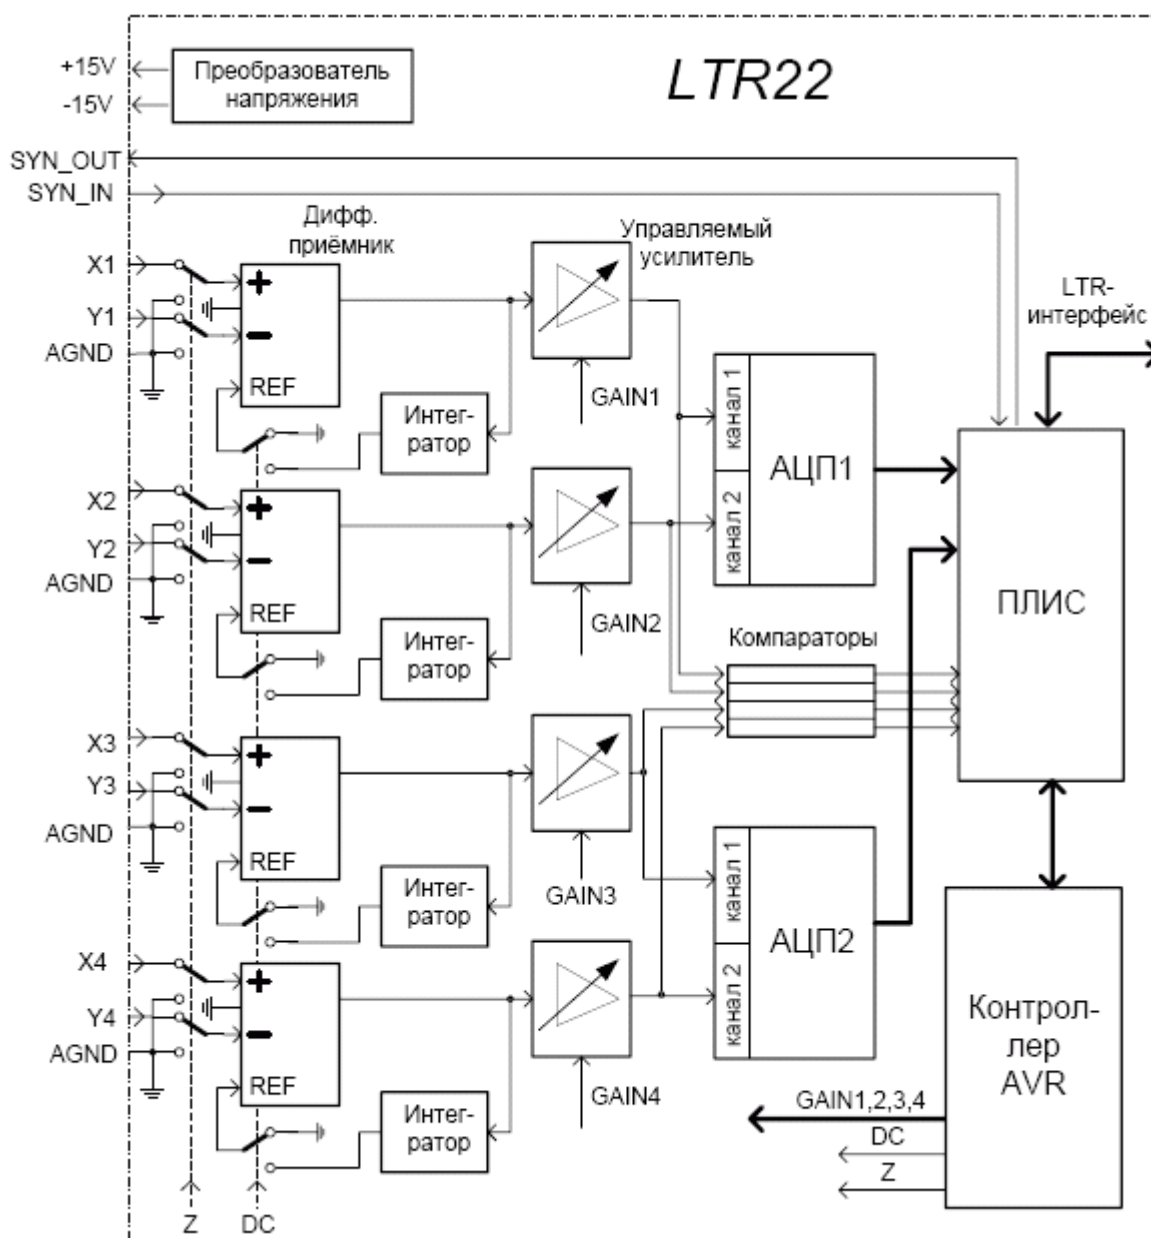 LTR22
+15V
-15V
Преобразователь
напряжения
SYN_OUT
SYN_IN
Дифф.
приёмник
Управляемый
усилитель
LTR-
интерфейс
X1
Y1
AGND
+
-
REF
Интег-
ратор
GAIN1
канал 1
канал 2
АЦП1
X2
Y2
AGND
+
-
REF
Интег-
ратор
GAIN2
Компараторы
ПЛИС
X3
Y3
AGND
+
-
REF
Интег-
ратор
GAIN3
канал 1
канал 2
АЦП2
X4
Y4
AGND
+
-
REF
Интег-
ратор
GAIN4
Контрол-
лер
AVR
GAIN1,2,3,4
DC
Z
Z
DC